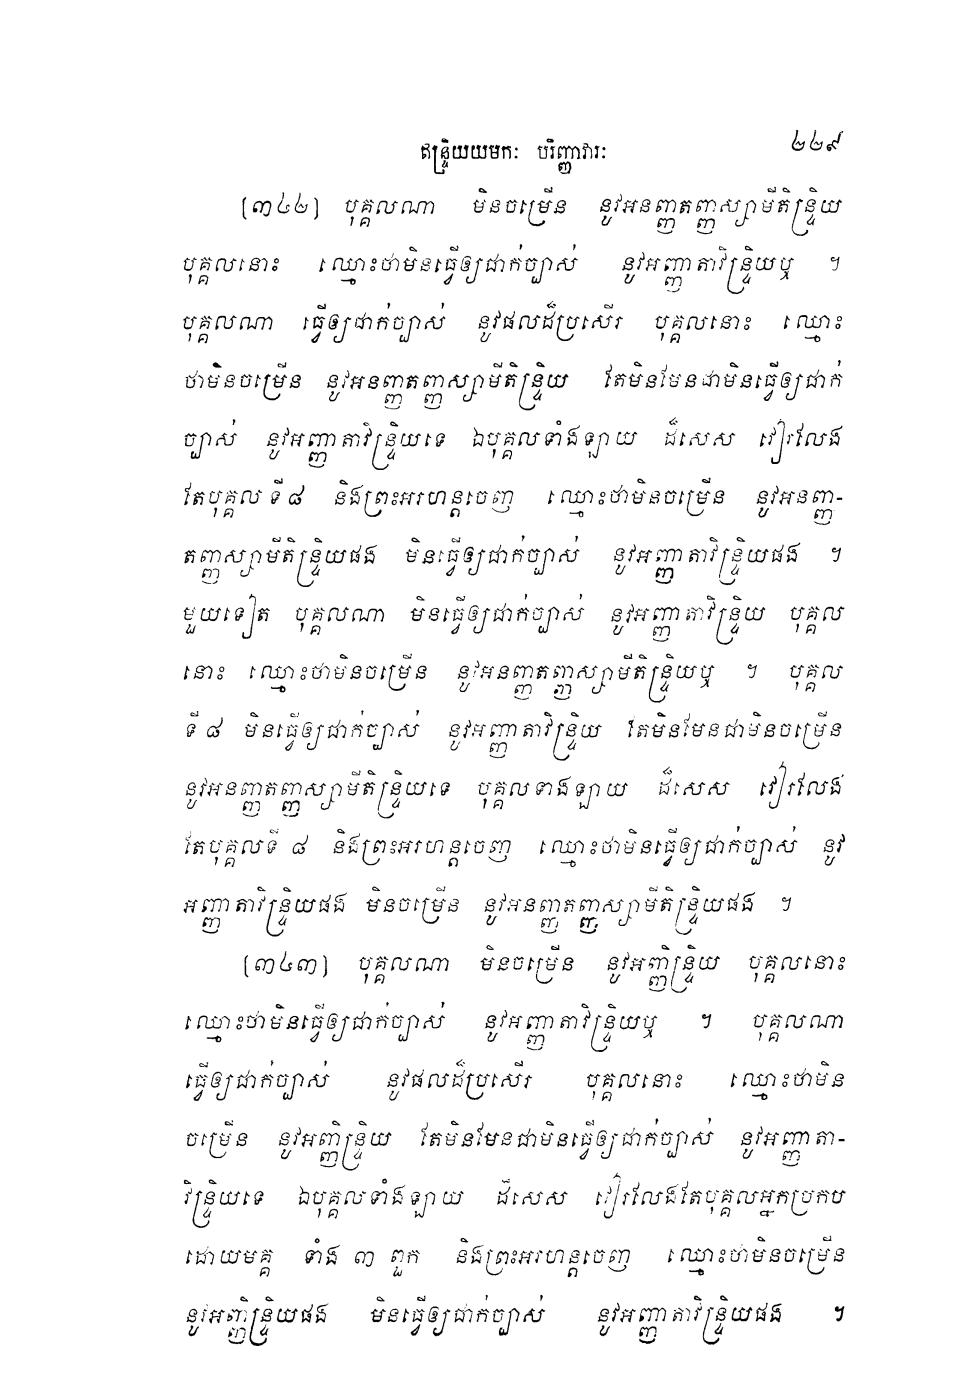 ឥន្ទ្រិយយមកៈ បរិញ្ញាវារៈ ២២៩
(៣៤២) បុគ្គលណា មិនចម្រើន នូវអនញ្ញតញ្ញស្សាមីតិន្ទ្រិយ
បុគ្គលនោះ ឈ្មោះថាមិនធ្វើឲ្យជាក់ច្បាស់ នូវអញ្ញាតាវិន្ទ្រិយឬ ។
បុគ្គលណា ធ្វើឲ្យជាក់ច្បាស់ នូវផលដ៏ប្រសើរ បុគ្គលនោះ ឈ្មោះ
ថាមិនចម្រើន នូវអនញ្ញតញ្ញស្សាមីតិន្ទ្រិយ តែមិនមែនជាមិនធ្វើឲ្យជាក់
ច្បាស់ នូវអញ្ញាតាវិន្ទ្រិយទេ ឯបុគ្គលទាំងឡាយ ដ៏សេស វៀរលែង
តែបុគ្គល ទី៨ និងព្រះអរហន្តចេញ ឈ្មោះថាមិនចម្រើន នូវអនញ្ញ-
តញ្ញស្សាមីតិន្ទ្រិយផង មិនធ្វើឲ្យជាក់ច្បាស់ នូវអញ្ញាតាវិន្ទ្រិយផង ។
មួយទៀត បុគ្គលណា មិនធ្វើឲ្យជាក់ច្បាស់ នូវអញ្ញាតាវិន្ទ្រិយ បុគ្គល
នោះ ឈ្មោះថាមិនចម្រើន នូវអនញ្ញតញ្ញស្សាមីតិន្ទ្រិយឬ ។ បុគ្គល
ទី៨ មិនធ្វើឲ្យជាក់ច្បាស់ នូវអញ្ញាតាវិន្ទ្រិយ តែមិនមែនជាមិនចម្រើន
នូវអនញ្ញតញ្ញស្សាមីតិន្ទ្រិយទេ បុគ្គលទាំងឡាយ ដ៏សេស វៀរលែង
តែបុគ្គលទី ៨ និងព្រះអរហន្តចេញ ឈ្មោះថាមិនធ្វើឲ្យជាក់ច្បាស់ នូវ
អញ្ញាតាវិន្ទ្រិយផង មិនចម្រើន នូវអនញ្ញតញ្ញស្សាមីតិន្ទ្រិយផង ។
(៣៤៣) បុគ្គលណា មិនចម្រើន នូវអញ្ញិន្ទ្រិយ បុគ្គលនោះ
ឈ្មោះថាមិនធ្វើឲ្យជាក់ច្បាស់ នូវអញ្ញាតាវិន្ទ្រិយឬ ។ បុគ្គលណា
ធ្វើឲ្យជាក់ច្បាស់ នូវផលដ៏ប្រសើរ បុគ្គលនោះ ឈ្មោះថាមិន
ចម្រើន នូវអញ្ញិន្ទ្រិយ តែមិនមែនជាមិនធ្វើឲ្យជាក់ច្បាស់ នូវអញ្ញាតា-
វិន្ទ្រិយទេ ឯបុគ្គលទាំងឡាយ ដ៏សេស វៀរលែងតែបុគ្គលអ្នកប្រកប
ដោយមគ្គ ទាំង ៣ ពួក និងព្រះអរហន្តចេញ ឈ្មោះថាមិនចម្រើន
នូវអញ្ញិន្ទ្រិយផង មិនធ្វើឲ្យជាក់ច្បាស់ នូវអញ្ញាតាវិន្ទ្រិយផង ។